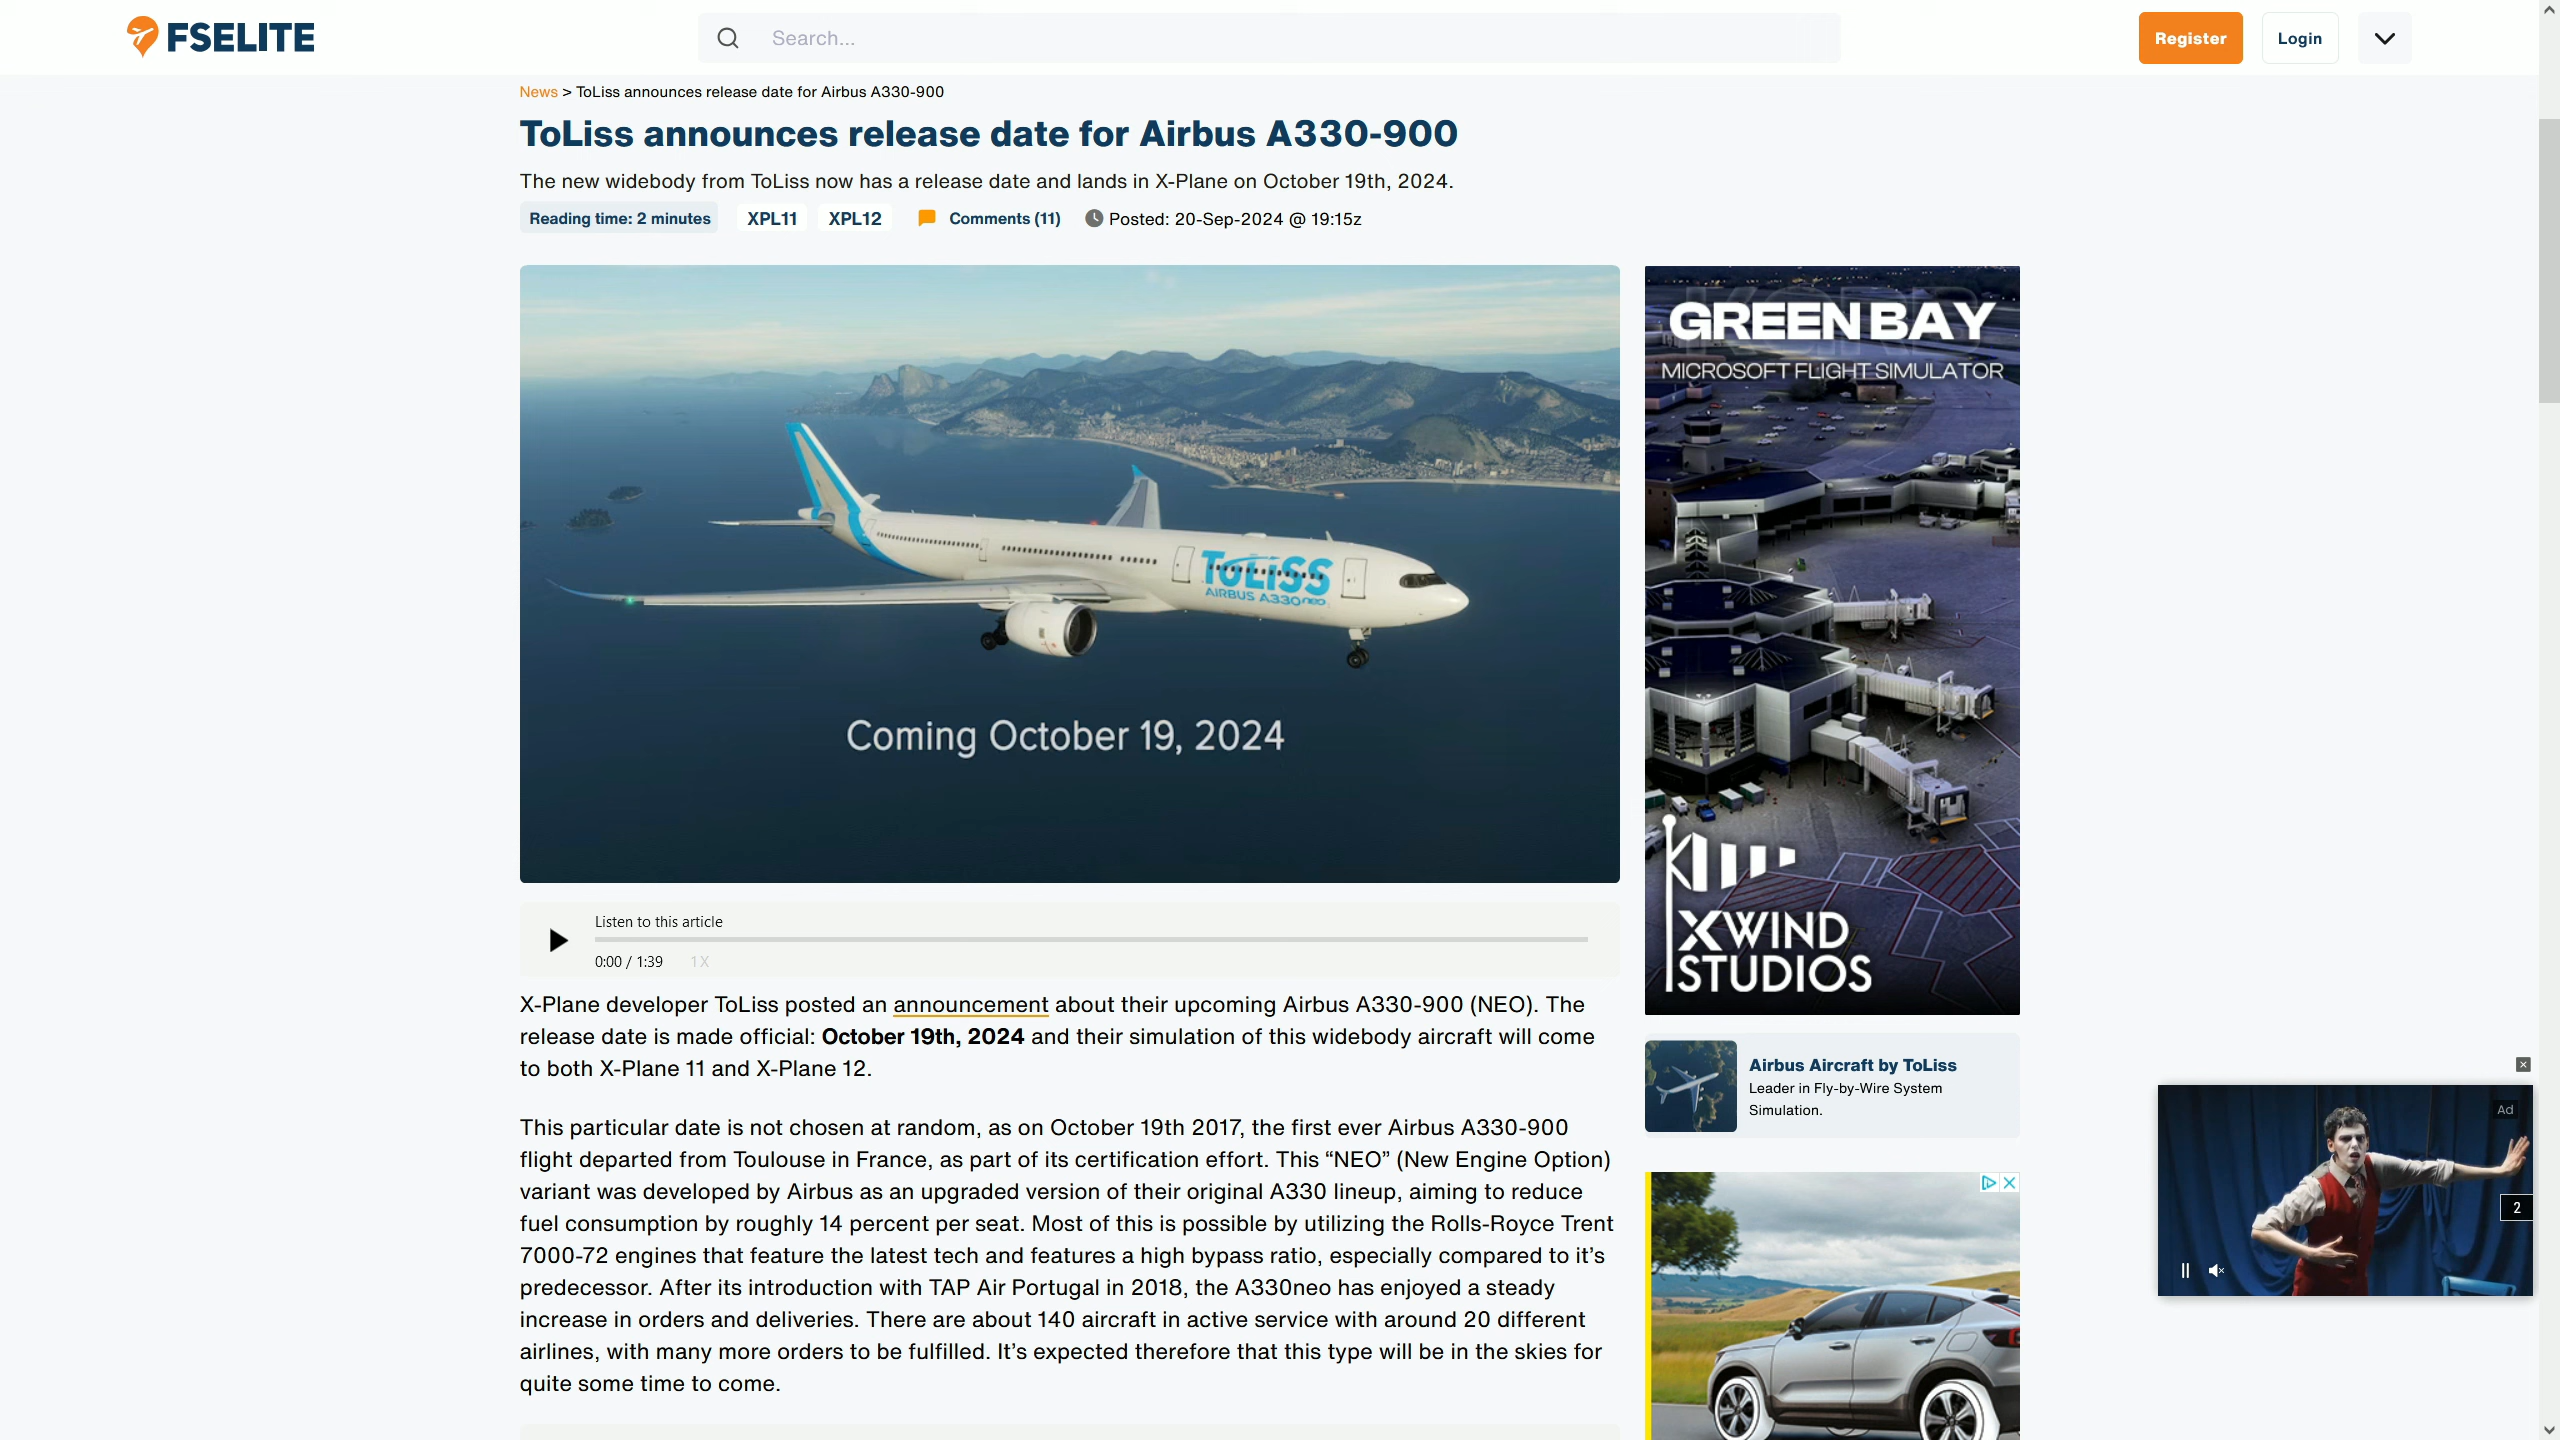 FSELITE
Search...
Register
Login
News > ToLiss announces release date for Airbus A330-900
ToLiss announces release date for Airbus A330-900
The new widebody from ToLiss now has a release date and lands in X-Plane on October 19th, 2024.
Reading time: 2 minutes
XPL11
XPL12
Comments (11)
Posted: 20-Sep-2024 @ 19:15z
ToLiSS
AIRBUS A330neo
Coming October 19, 2024
Listen to this article
0:00 / 1:39
1X
X-Plane developer ToLiss posted an announcement about their upcoming Airbus A330-900 (NEO). The
release date is made official: October 19th, 2024 and their simulation of this widebody aircraft will come
to both X-Plane 11 and X-Plane 12.
This particular date is not chosen at random, as on October 19th 2017, the first ever Airbus A330-900
flight departed from Toulouse in France, as part of its certification effort. This “NEO” (New Engine Option)
variant was developed by Airbus as an upgraded version of their original A330 lineup, aiming to reduce
fuel consumption by roughly 14 percent per seat. Most of this is possible by utilizing the Rolls-Royce Trent
7000-72 engines that feature the latest tech and features a high bypass ratio, especially compared to it’s
predecessor. After its introduction with TAP Air Portugal in 2018, the A330neo has enjoyed a steady
increase in orders and deliveries. There are about 140 aircraft in active service with around 20 different
airlines, with many more orders to be fulfilled. It’s expected therefore that this type will be in the skies for
quite some time to come.
GREEN BAY
MICROSOFT FLIGHT SIMULATOR
XWIND
STUDIOS
Airbus Aircraft by ToLiss
Leader in Fly-by-Wire System
Simulation.
Ad
2